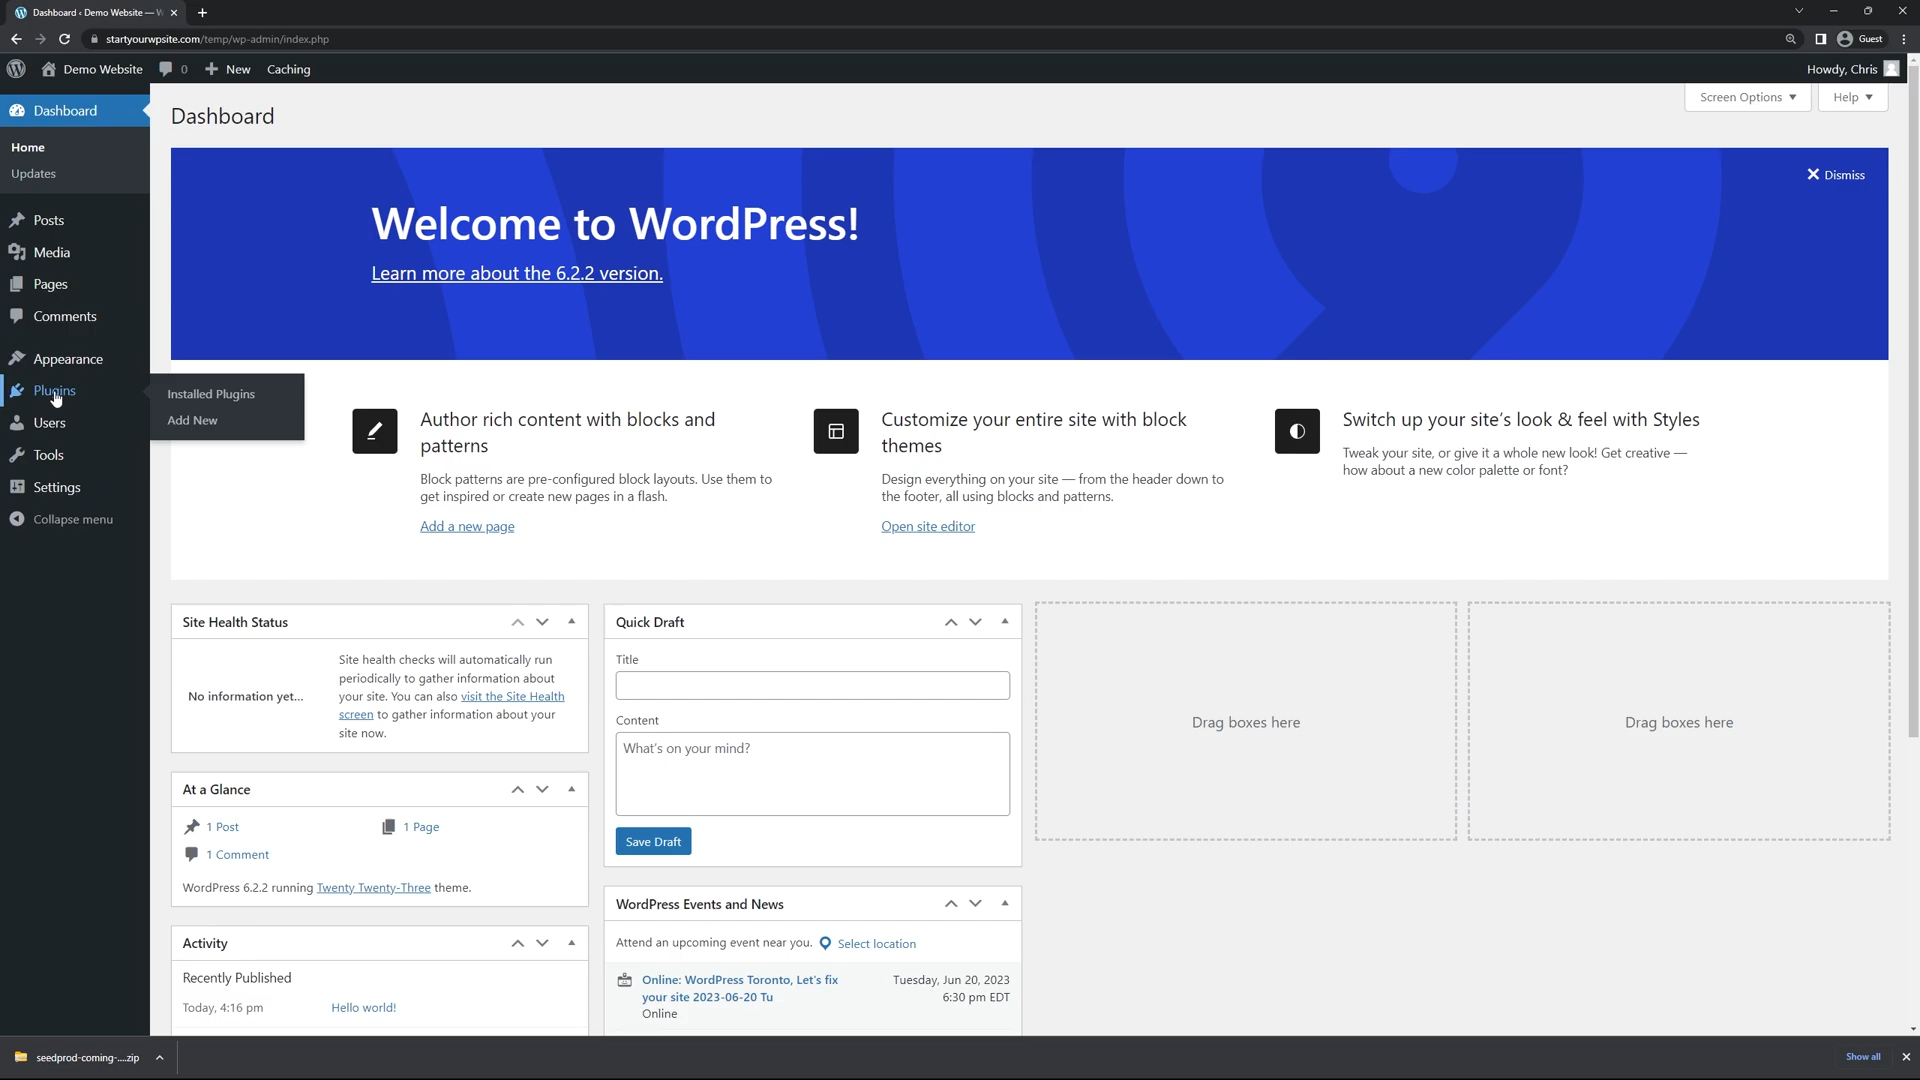 Dashboard ‹ Demo Website — W
startyourwpsite.com/temp/wp-admin/index.php
Guest
Demo Website
0
New
Caching
Howdy, Chris
Dashboard
Home
Updates
Posts
Media
Pages
Comments
Appearance
Plugins
Users
Tools
Settings
Collapse menu
Installed Plugins
Add New
Dashboard
Screen Options
Help
Dismiss
Welcome to WordPress!
Learn more about the 6.2.2 version.
Author rich content with blocks and
patterns
Block patterns are pre-configured block layouts. Use them to
get inspired or create new pages in a flash.
Add a new page
Customize your entire site with block
themes
Design everything on your site — from the header down to
the footer, all using blocks and patterns.
Open site editor
Switch up your site's look & feel with Styles
Tweak your site, or give it a whole new look! Get creative —
how about a new color palette or font?
Site Health Status
No information yet...
Site health checks will automatically run
periodically to gather information about
your site. You can also visit the Site Health
screen to gather information about your
site now.
At a Glance
1 Post
1 Page
1 Comment
WordPress 6.2.2 running Twenty Twenty-Three theme.
Activity
Recently Published
Today, 4:16 pm
Hello world!
Quick Draft
Title
Content
What's on your mind?
Save Draft
WordPress Events and News
Attend an upcoming event near you.
Select location
Online: WordPress Toronto, Let's fix
your site 2023-06-20 Tu
Online
Tuesday, Jun 20, 2023
6:30 pm EDT
Drag boxes here
Drag boxes here
seedprod-coming-....zip
Show all